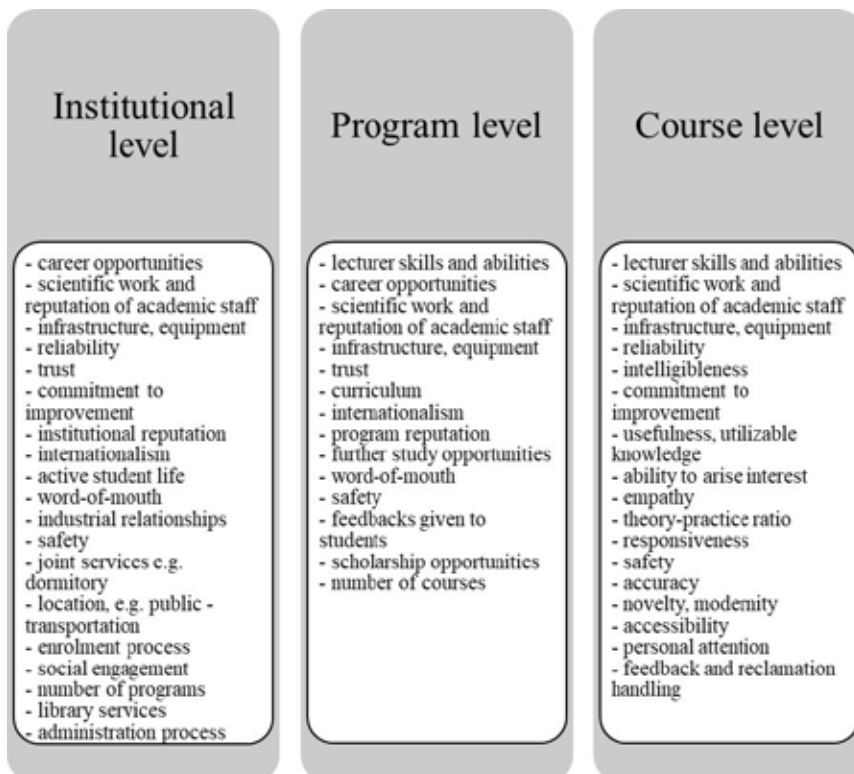 Institutional
level
- career opportunities
- scientific work and
reputation of academic staff
- infrastructure, equipment
- reliability
- trust
- commitment to
improvement
- institutional reputation
- internationalism
- active student life
- word-of-mouth
- industrial relationships
- safety
- joint services e.g.
dormitory
- location, e.g. public -
transportation
- enrolment process
- social engagement
- number of programs
- library services
- administration process
Program level
- lecturer skills and abilities
- career opportunities
- scientific work and
reputation of academic staff
- infrastructure, equipment
- trust
- curriculum
- internationalism
- program reputation
- further study opportunities
- word-of-mouth
- safety
- feedbacks given to
students
- scholarship opportunities
- number of courses
Course level
- lecturer skills and abilities
- scientific work and
reputation of academic staff
- infrastructure, equipment
- reliability
- intelligibleness
- commitment to
improvement
- usefulness, utilizable
knowledge
- ability to arise interest
- empathy
- theory-practice ratio
- responsiveness
- safety
- accuracy
- novelty, modernity
- accessibility
- personal attention
- feedback and reclamation
handling